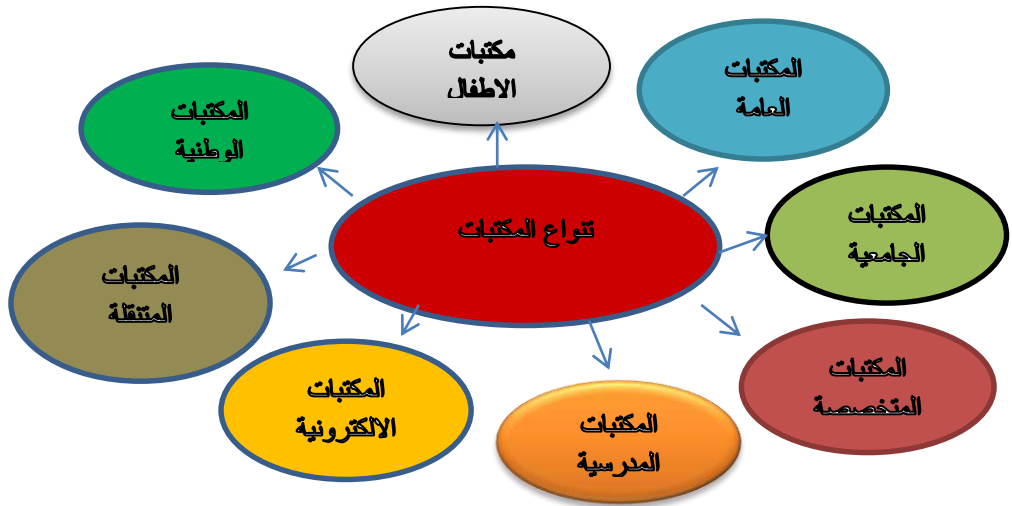 مكتبات
الاطفال
المكتبات
العامة
المكتبات
الوطنية
تنواع المكتبات
المكتبات
الجامعية
المكتبات
المتنقلة
المكتبات
المتخصصة
المكتبات
الالكترونية
المكتبات
المدرسية